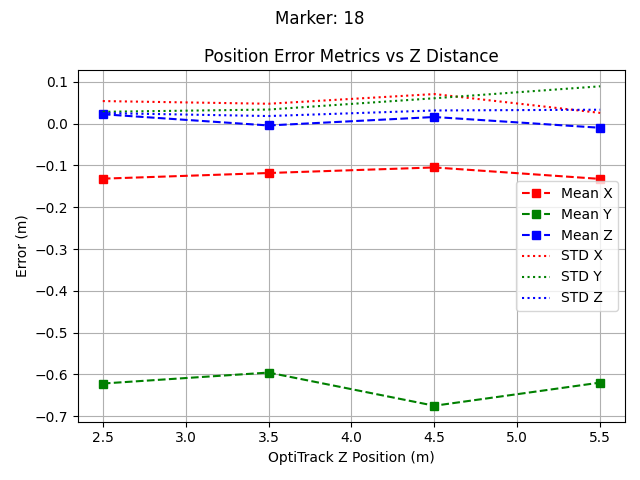 Marker: 18
Position Error Metrics vs Z Distance
0.1
0.0
−0.1
−0.2
−0.3
−0.4
−0.5
−0.6
−0.7
Error (m)
Mean X
Mean Y
Mean Z
STD X
STD Y
STD Z
2.5 3.0 3.5 4.0 4.5 5.0 5.5
OptiTrack Z Position (m)